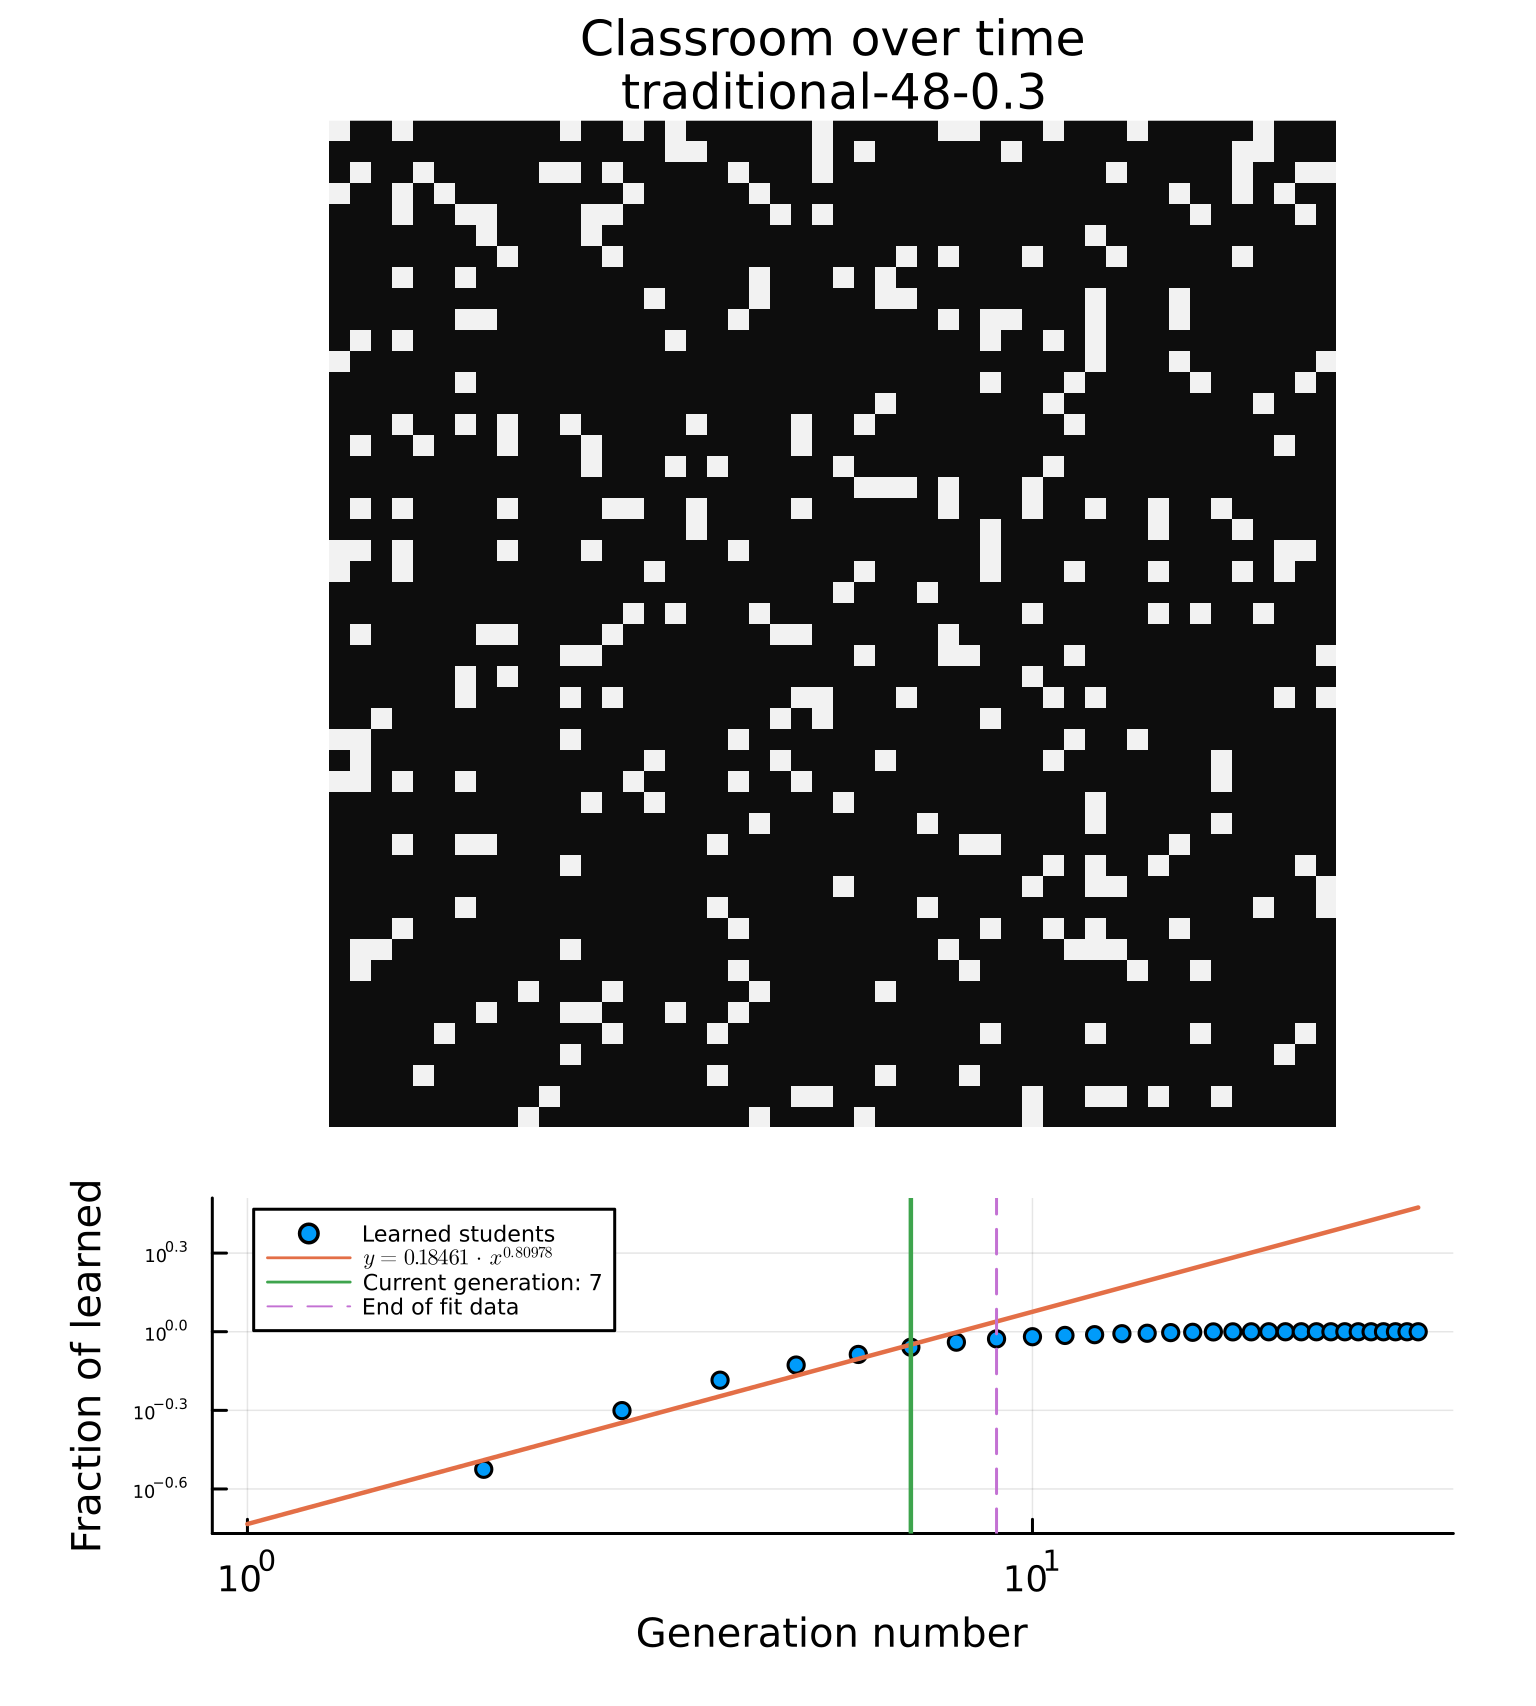 Classroom over time
traditional-48-0.3
Fraction of learned
10^0.3
10^0.0
10^−0.3
10^−0.6
Learned students
y = 0.18461 · x^0.80978
Current generation: 7
End of fit data
10^0
10^1
Generation number